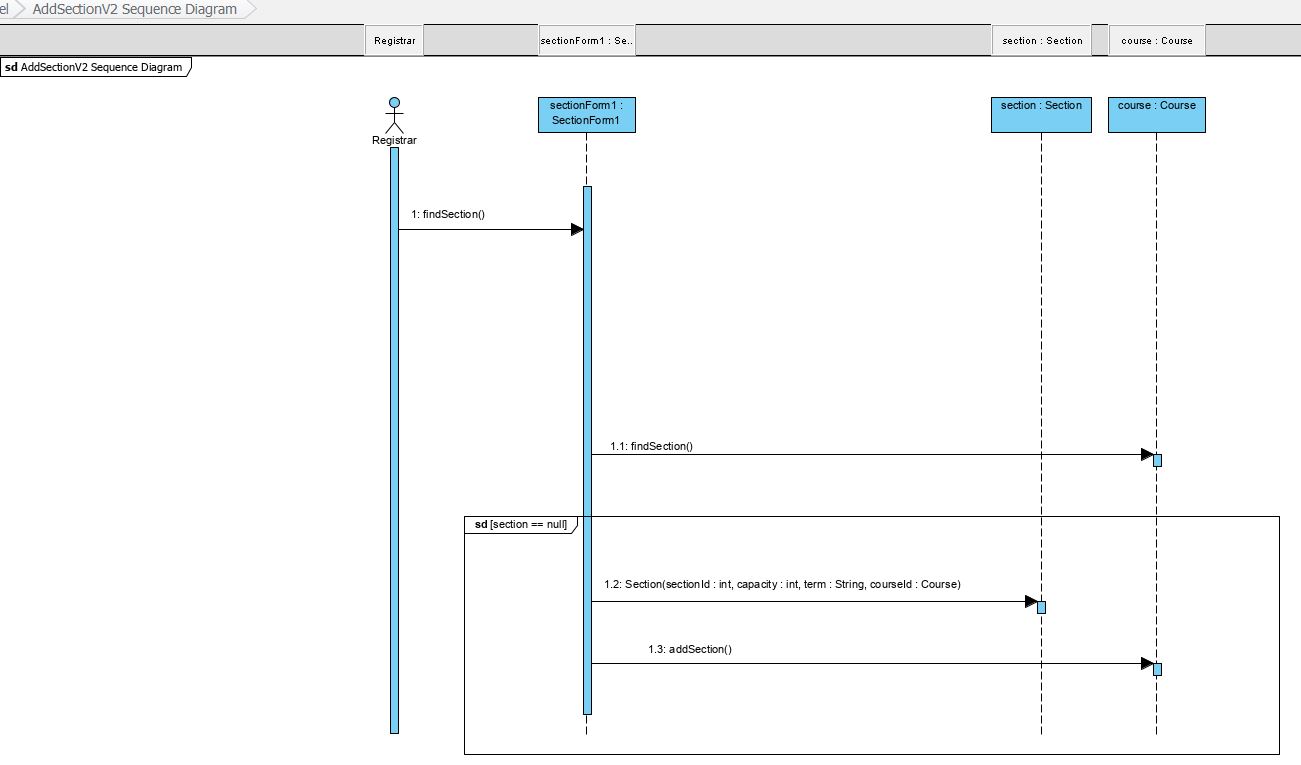 el
AddSectionV2 Sequence Diagram
Registrar
sectionForm1 : Se..
section : Section
course : Course
sd AddSectionV2 Sequence Diagram
sectionForm1 :
SectionForm1
section : Section
course : Course
Registrar
1: findSection()
1.1: findSection()
sd [section == null]
1.2: Section(sectionId : int, capacity : int, term : String, courseId : Course)
1.3: addSection()